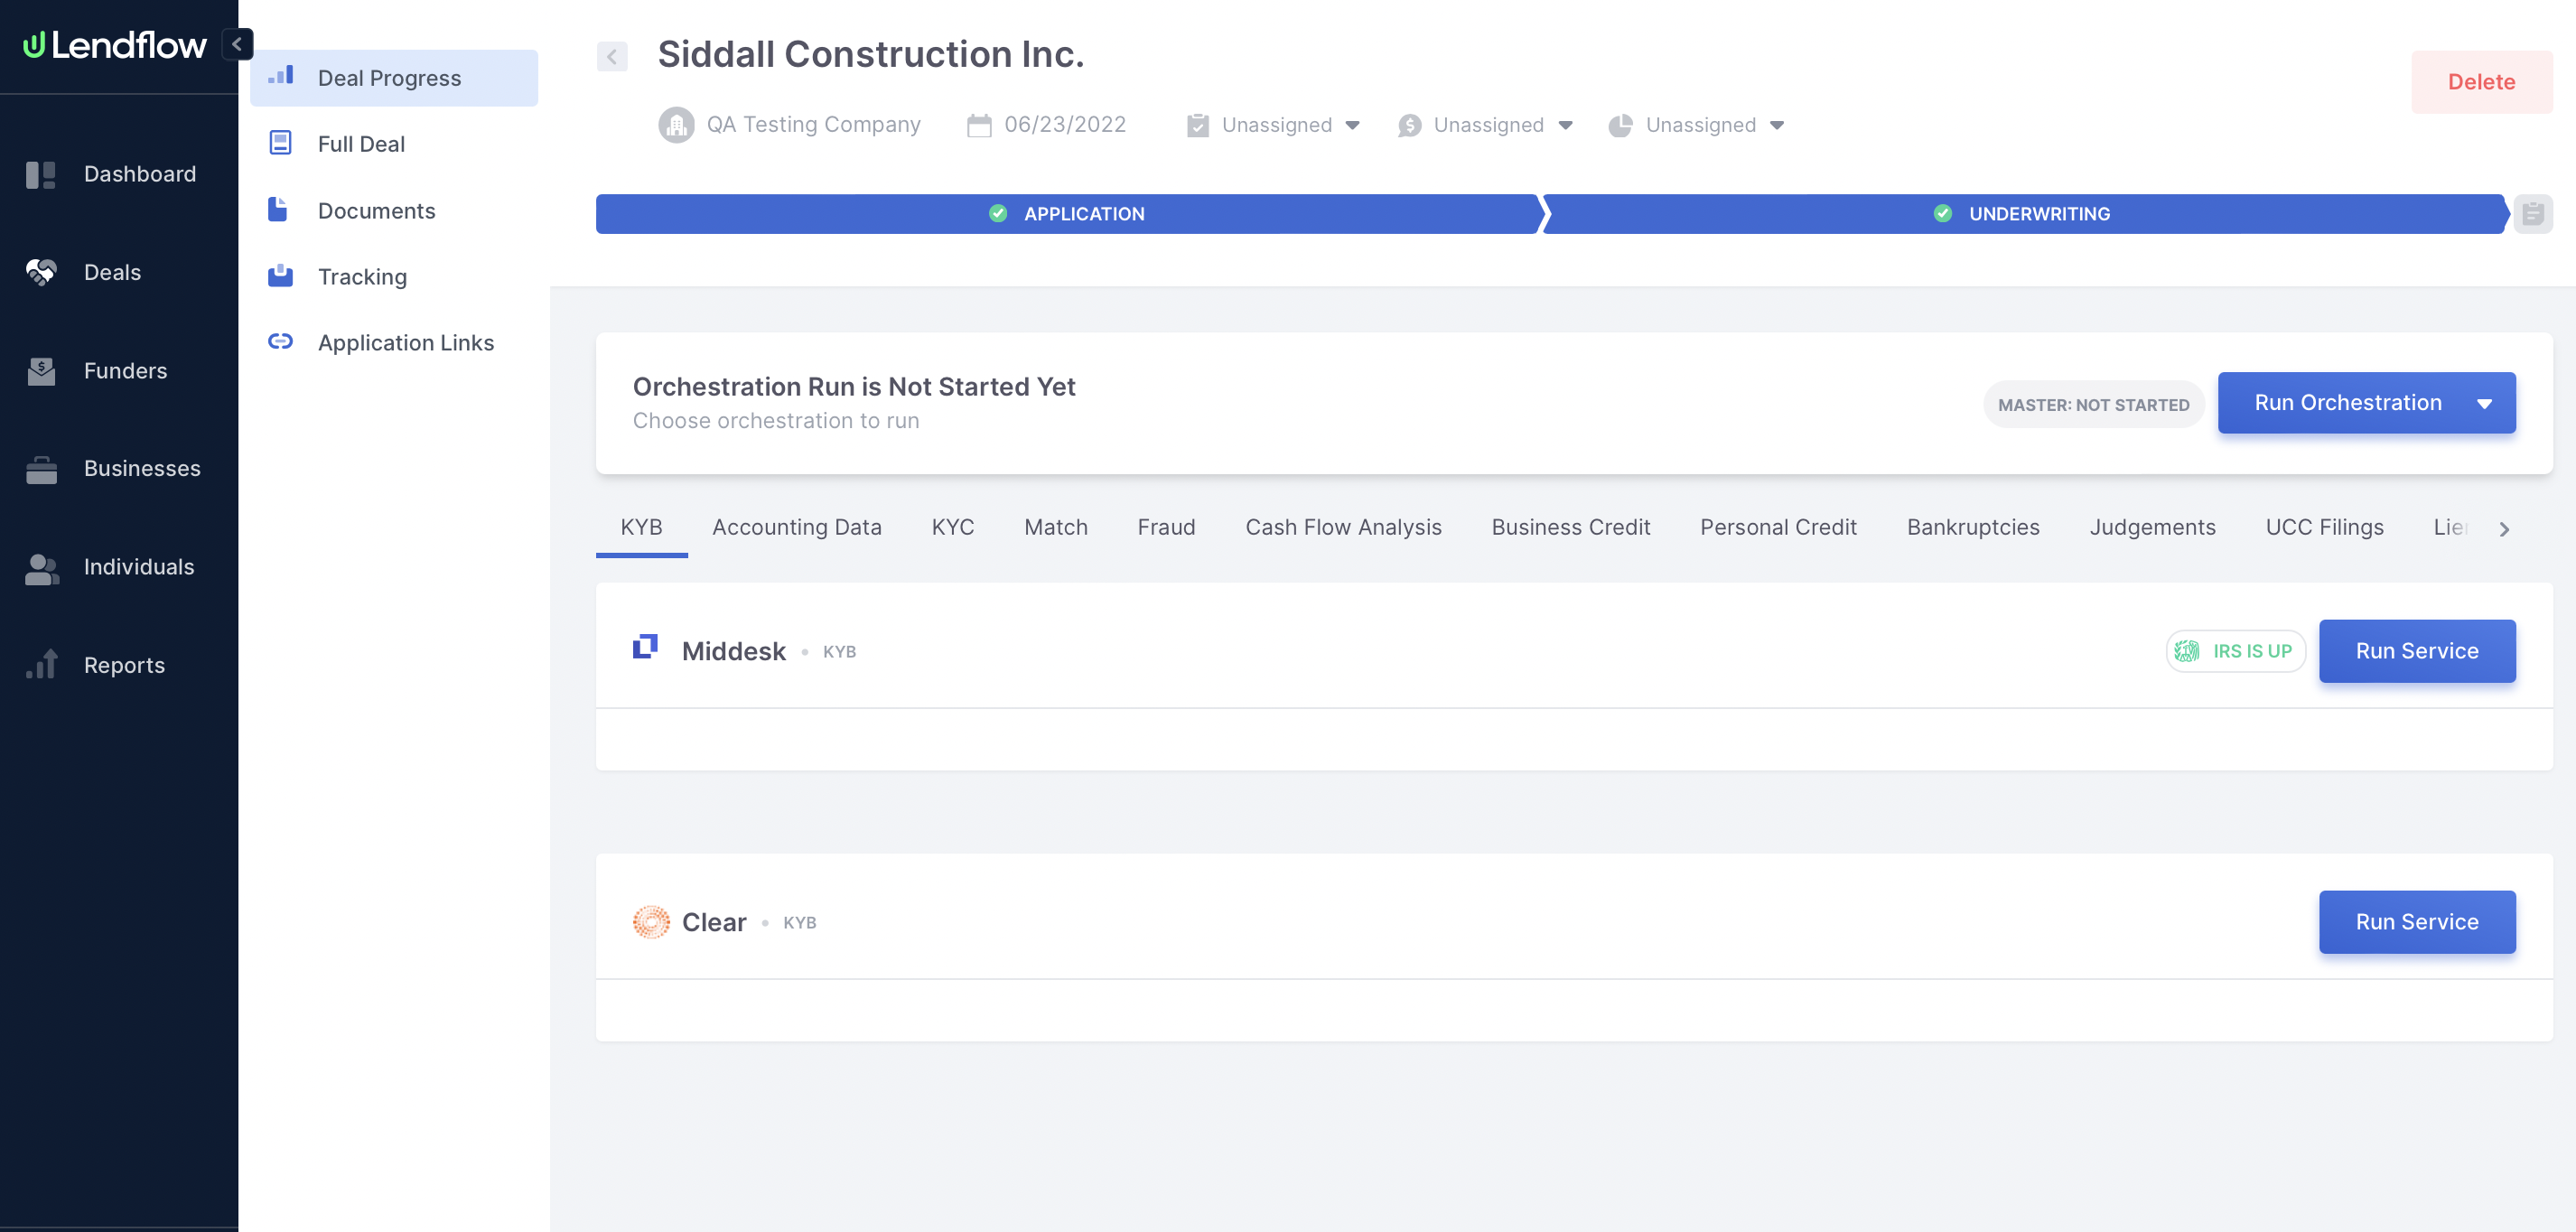 Lendflow
Dashboard
Deals
Funders
Businesses
Individuals
Reports
Deal Progress
Full Deal
Documents
Tracking
Application Links
Siddall Construction Inc.
Delete
QA Testing Company 06/23/2022 Unassigned Unassigned Unassigned
APPLICATION UNDERWRITING
Orchestration Run is Not Started Yet
Choose orchestration to run
MASTER: NOT STARTED Run Orchestration
KYB Accounting Data KYC Match Fraud Cash Flow Analysis Business Credit Personal Credit Bankruptcies Judgements UCC Filings
Middesk • KYB IRS IS UP Run Service
Clear • KYB Run Service